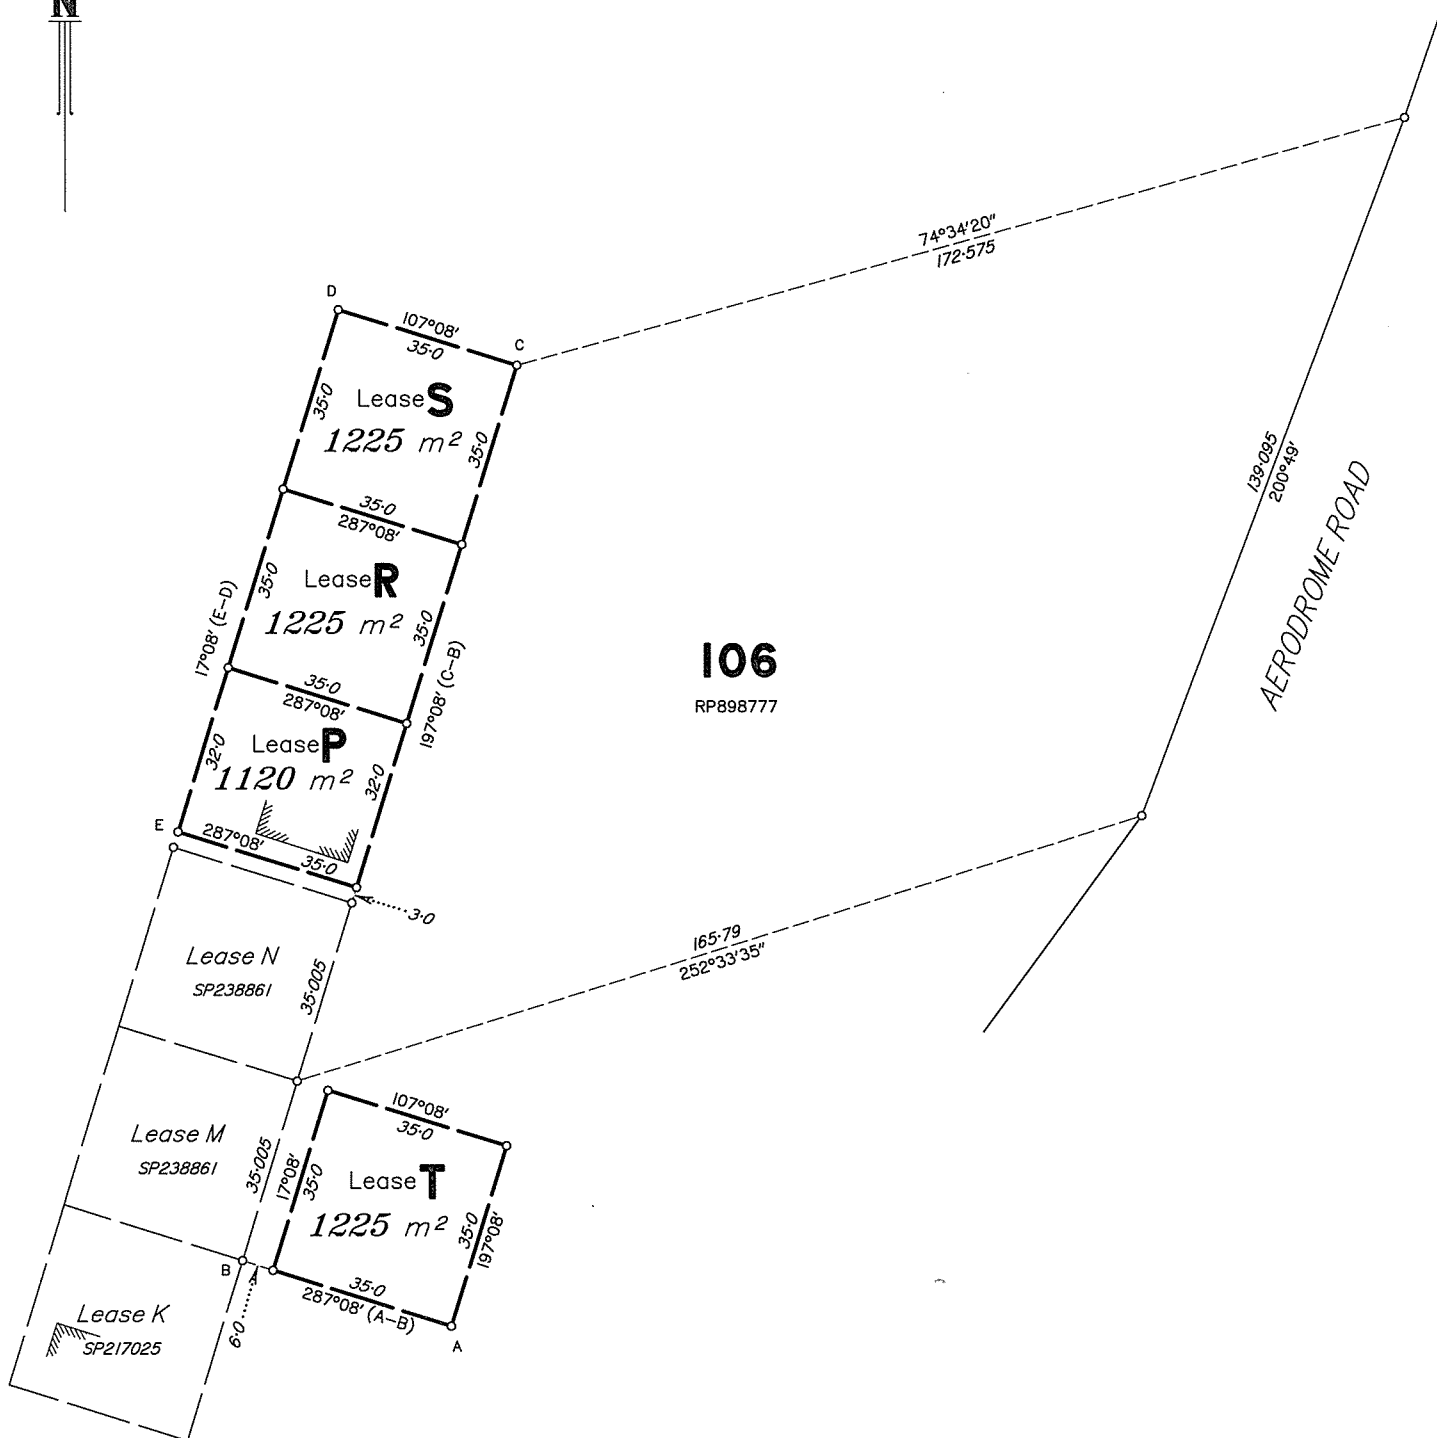 N
74°34'20"
172·575
D
107°08'
35·0
C
Lease S
1225 m²
35·0
35·0
139·095
200°49'
AERODROME ROAD
35·0
287°08'
Lease R
1225 m²
35·0
35·0
17°08' (E-D)
197°08' (C-B)
106
RP898777
35·0
287°08'
Lease P
1120 m²
32·0
32·0
E
287°08'
35·0
3·0
165·79
252°33'35"
Lease N
SP238861
35·005
Lease M
SP238861
35·005
107°08'
35·0
17°08'
35·0
Lease T
1225 m²
35·0
197°08'
B
35·0
287°08' (A-B)
6·0
A
Lease K
SP217025